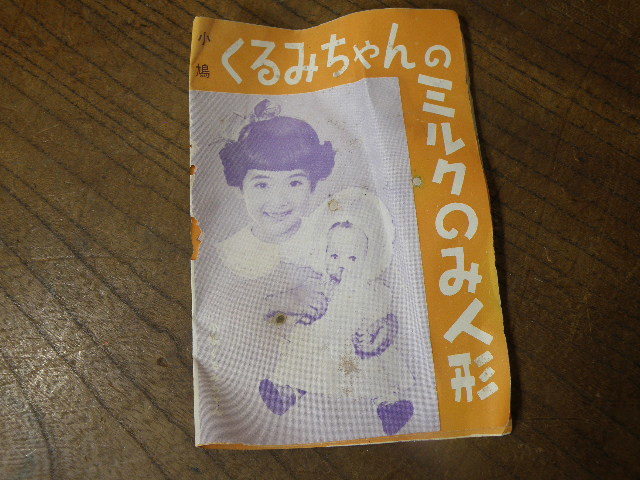 小鳩
くるみちゃんの
ミルクのみ人形